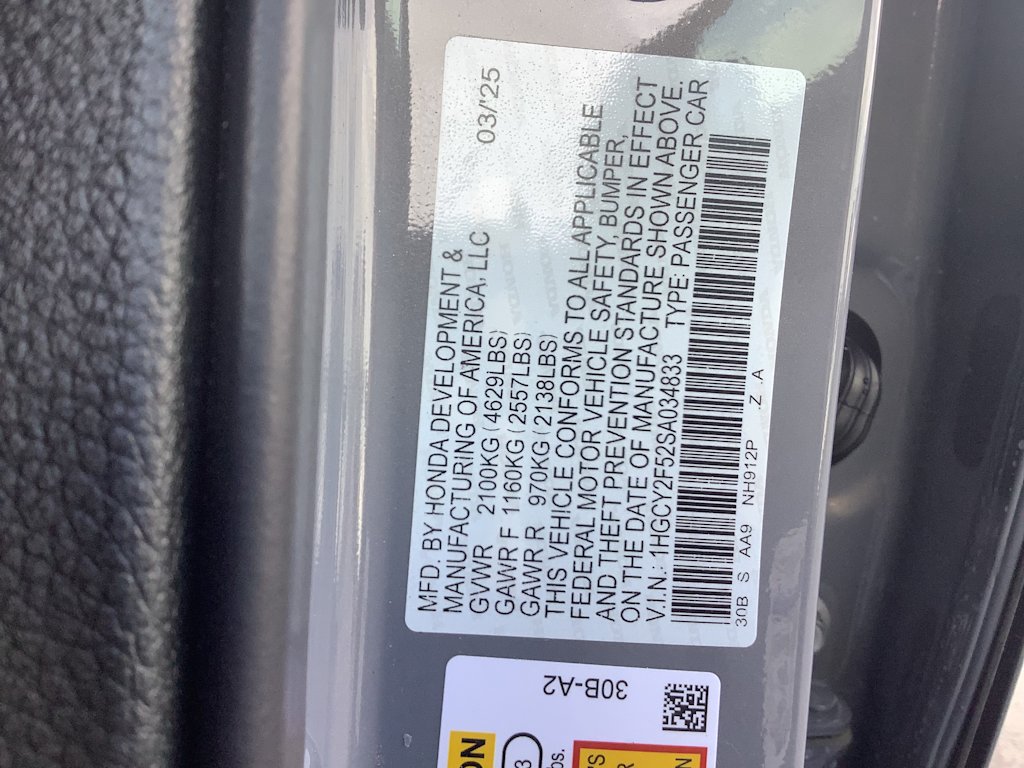 MFD. BY HONDA DEVELOPMENT &
MANUFACTURING OF AMERICA, LLC 03/'25
GVWR 2100KG (4629LBS)
GAWR F 1160KG (2557LBS)
GAWR R 970KG (2138LBS)
THIS VEHICLE CONFORMS TO ALL APPLICABLE
FEDERAL MOTOR VEHICLE SAFETY, BUMPER,
AND THEFT PREVENTION STANDARDS IN EFFECT
ON THE DATE OF MANUFACTURE SHOWN ABOVE.
V.I.N.: 1HGCY2F52SA034833 TYPE: PASSENGER CAR
30B S AA9 NH912P Z A
30B-A2